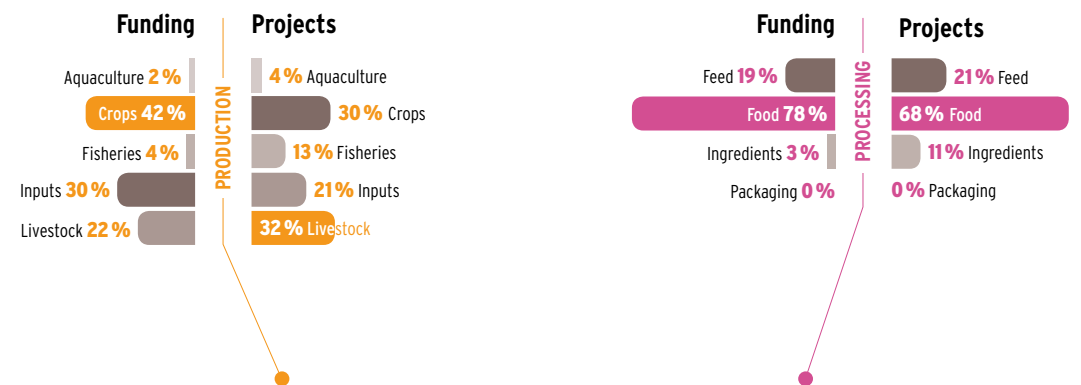 Funding
Projects
Aquaculture 2 %
4 % Aquaculture
Crops 42 %
30 % Crops
Fisheries 4 %
13 % Fisheries
Inputs 30 %
21 % Inputs
Livestock 22 %
32 % Livestock
PRODUCTION
Funding
Projects
Feed 19 %
21 % Feed
Food 78 %
68 % Food
Ingredients 3 %
11 % Ingredients
Packaging 0 %
0 % Packaging
PROCESSING